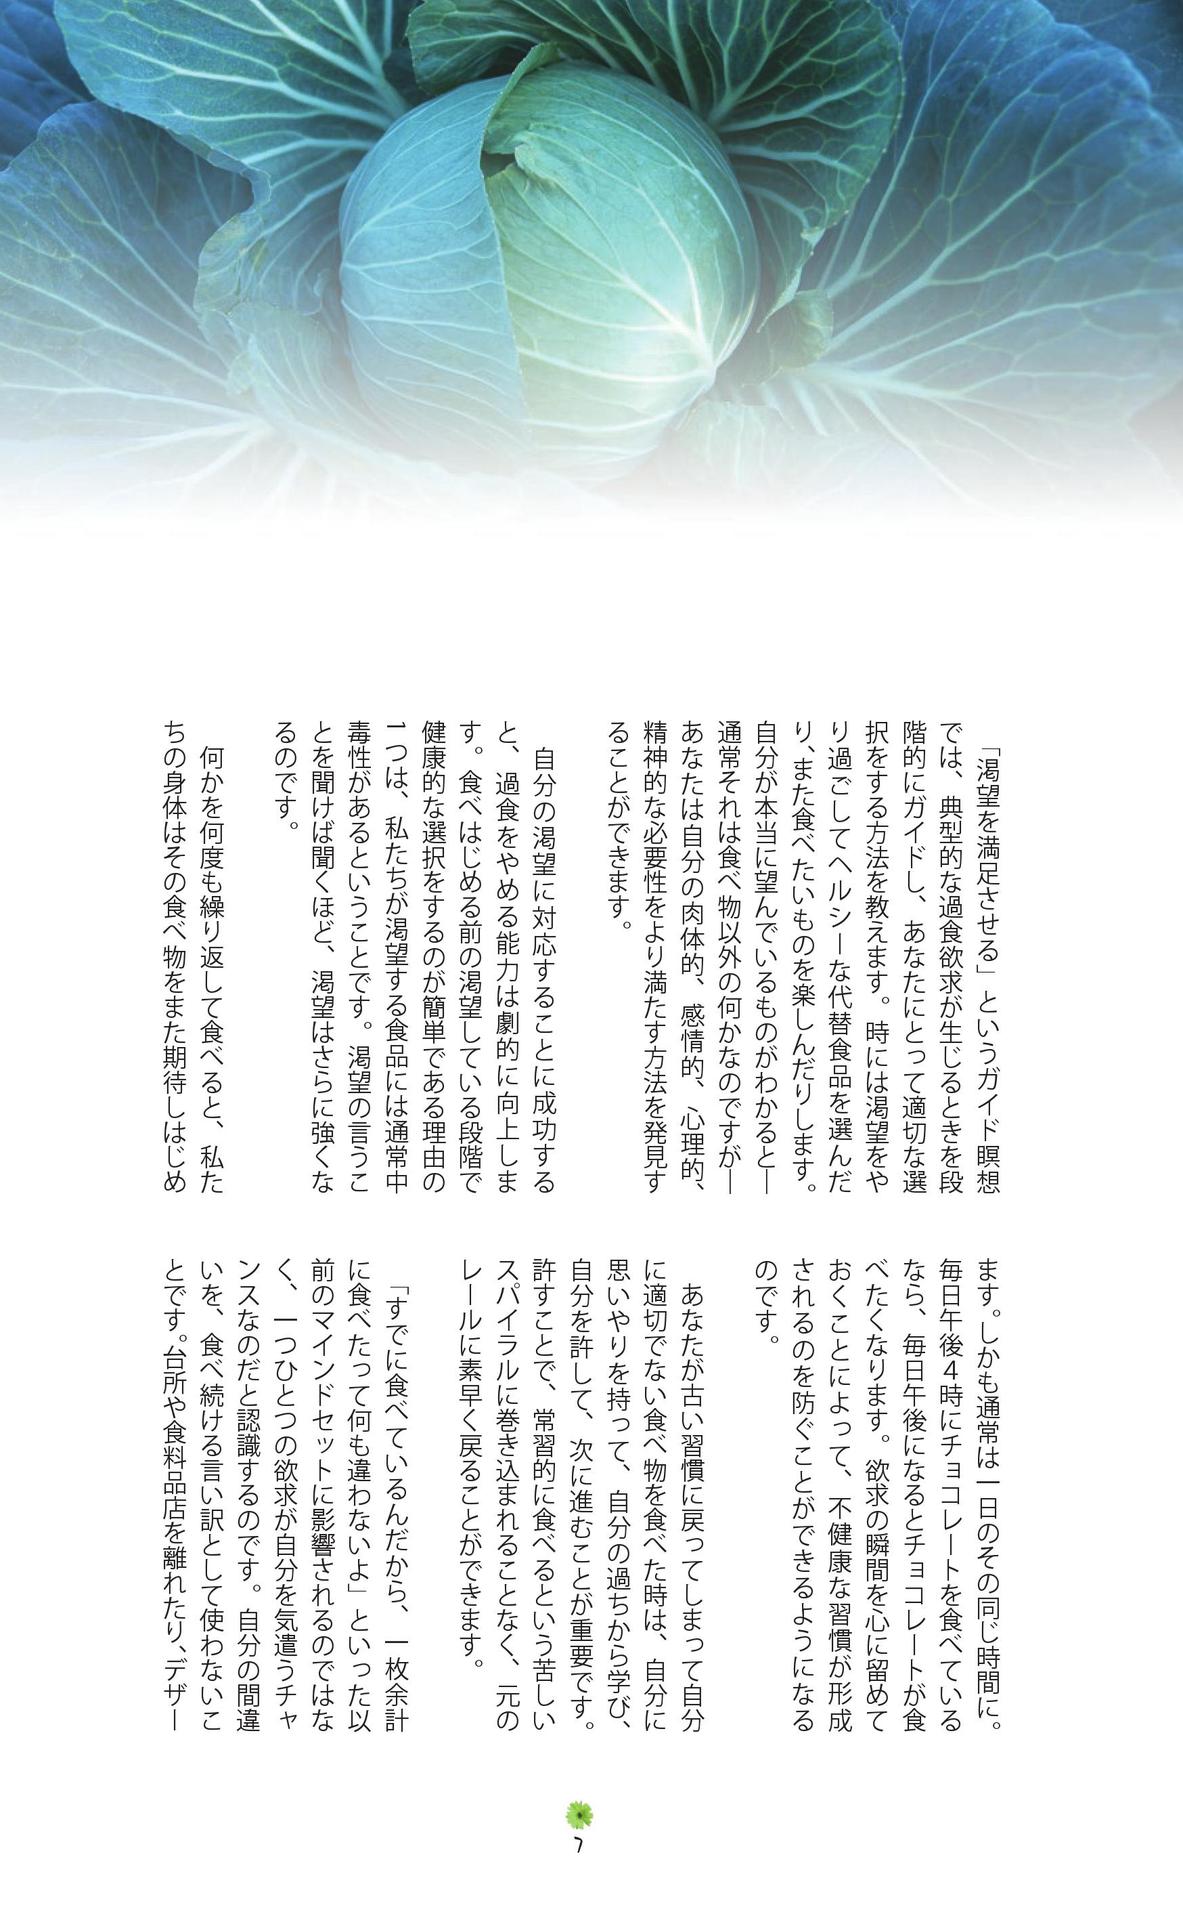 「渇望を満足させる」というガイド瞑想
では、典型的な過食欲求が生じるときを段
階的にガイドし、あなたにとって適切な選
択をする方法を教えます。時には渇望をや
り過ごしてヘルシーな代替食品を選んだ
り、また食べたいものを楽しんだりします。
自分が本当に望んでいるものがわかると―
通常それは食べ物以外の何かなのですが―
あなたは自分の肉体的、感情的、心理的、
精神的な必要性をより満たす方法を発見す
ることができます。
自分の渇望に対応することに成功する
と、過食をやめる能力は劇的に向上しま
す。食べはじめる前の渇望している段階で
健康的な選択をするのが簡単である理由の
1つは、私たちが渇望する食品には通常中
毒性があるということです。渇望の言うこ
とを聞けば聞くほど、渇望はさらに強くな
るのです。
何かを何度も繰り返して食べると、私た
ちの身体はその食べ物をまた期待しはじめ
ます。しかも通常は一日のその同じ時間に。
毎日午後4時にチョコレートを食べている
なら、毎日午後になるとチョコレートが食
べたくなります。欲求の瞬間を心に留めて
おくことによって、不健康な習慣が形成
されるのを防ぐことができるようになる
のです。
あなたが古い習慣に戻ってしまって自分
に適切でない食べ物を食べた時は、自分に
思いやりを持って、自分の過ちから学び、
自分を許して、次に進むことが重要です。
許すことで、常習的に食べるという苦しい
スパイラルに巻き込まれることなく、元の
レールに素早く戻ることができます。
「すでに食べているんだから、一枚余計
に食べたって何も違わないよ」といった以
前のマインドセットに影響されるのではな
く、一つひとつの欲求が自分を気遣うチャ
ンスなのだと認識するのです。自分の間違
いを、食べ続ける言い訳として使わないこ
とです。台所や食料品店を離れたり、デザー
7